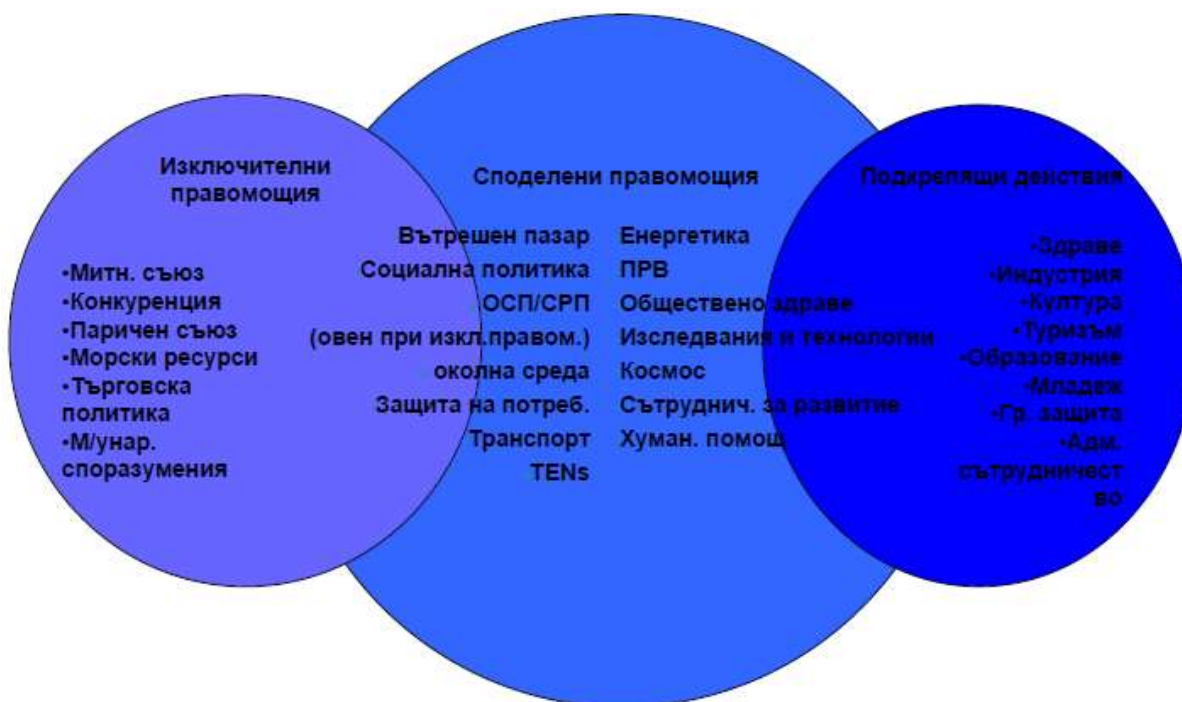 Изключителни
правомощия
•Митн. съюз
•Конкуренция
•Паричен съюз
•Морски ресурси
•Търговска
политика
•М/унар.
споразумения
Споделени правомощия
Вътрешен пазар
Социална политика
ОСП/СРП
(овен при изкл.правом.)
околна среда
Защита на потреб.
Транспорт
TENs
Енергетика
ПРВ
Обществено здраве
Изследвания и технологии
Космос
Сътруднич. за развитие
Хуман. помощ
Подкрепящи действия
•Здраве
•Индустрия
•Култура
•Туризъм
•Образование
•Младеж
•Гр. защита
•Адм.
сътрудничест
во